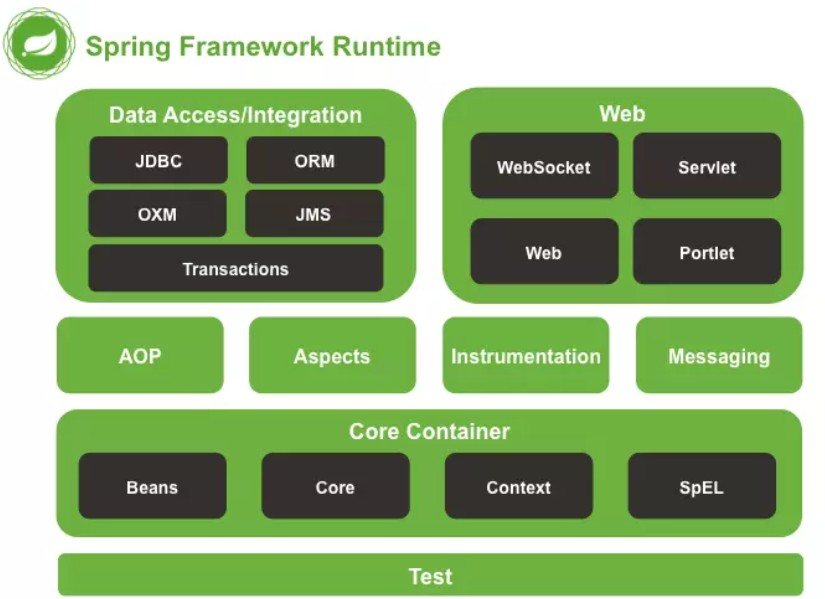 Spring Framework Runtime
Data Access/Integration
JDBC
ORM
OXM
JMS
Transactions
Web
WebSocket
Servlet
Web
Portlet
AOP
Aspects
Instrumentation
Messaging
Core Container
Beans
Core
Context
SpEL
Test